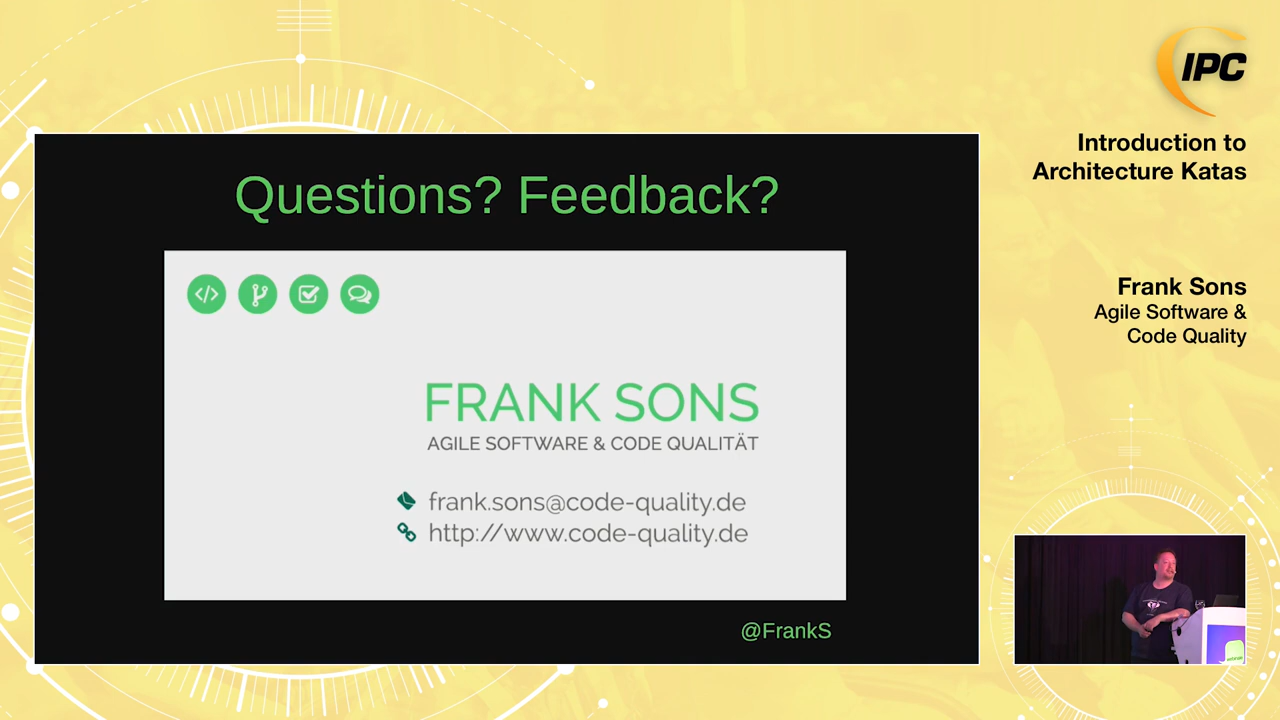 IPC
Introduction to
Architecture Katas
Frank Sons
Agile Software &
Code Quality
Questions? Feedback?
FRANK SONS
AGILE SOFTWARE & CODE QUALITÄT
frank.sons@code-quality.de
http://www.code-quality.de
@FrankS